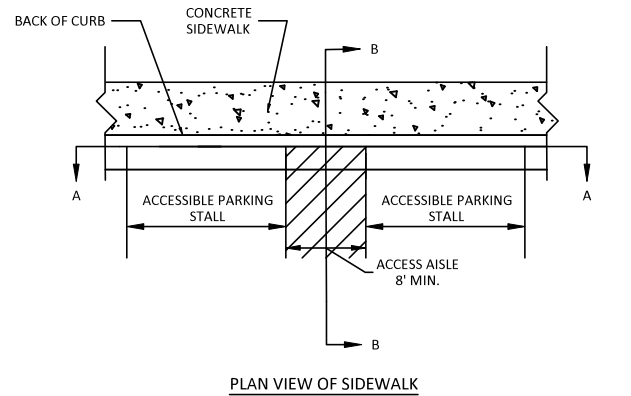 BACK OF CURB
CONCRETE
SIDEWALK
B
A
ACCESSIBLE PARKING
STALL
ACCESSIBLE PARKING
STALL
A
ACCESS AISLE
8' MIN.
B
PLAN VIEW OF SIDEWALK